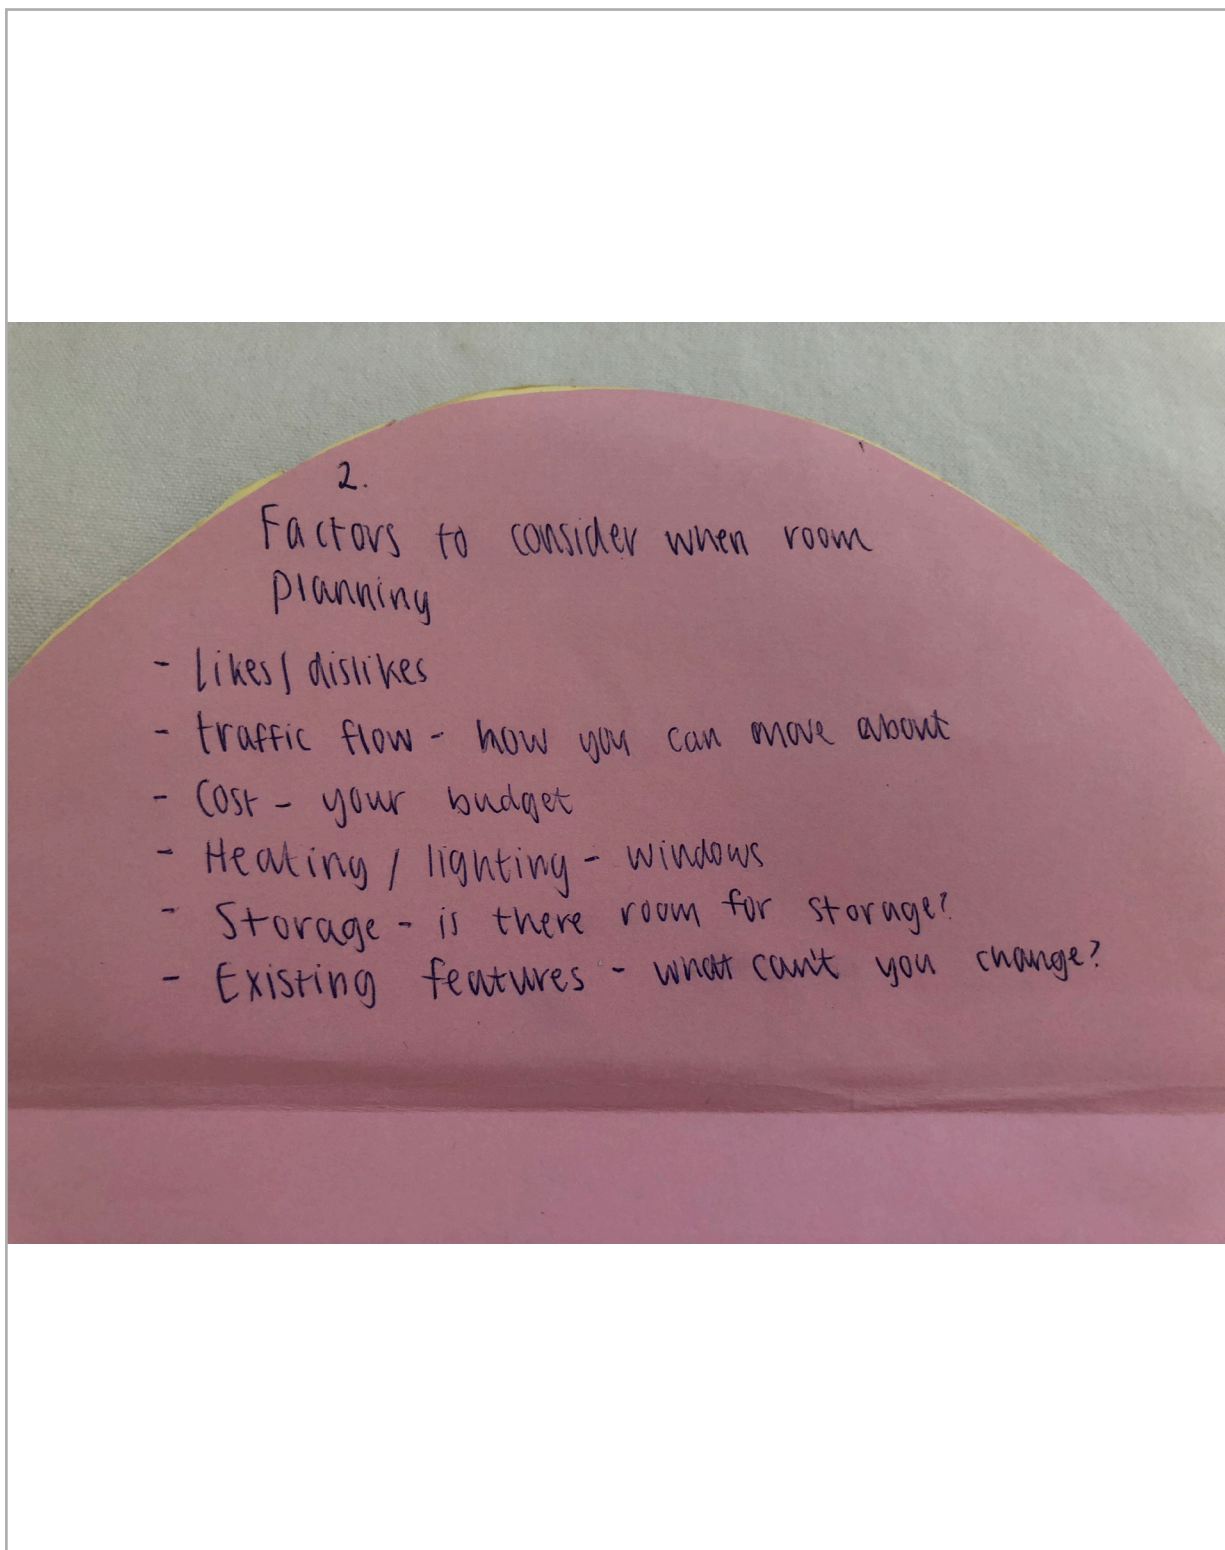 2.
Factors to consider when room
planning
- likes/ dislikes
- traffic flow - how you can move about
- Cost - your budget
- Heating / lighting - windows
- Storage - is there room for storage?
- Existing features - what can't you change?